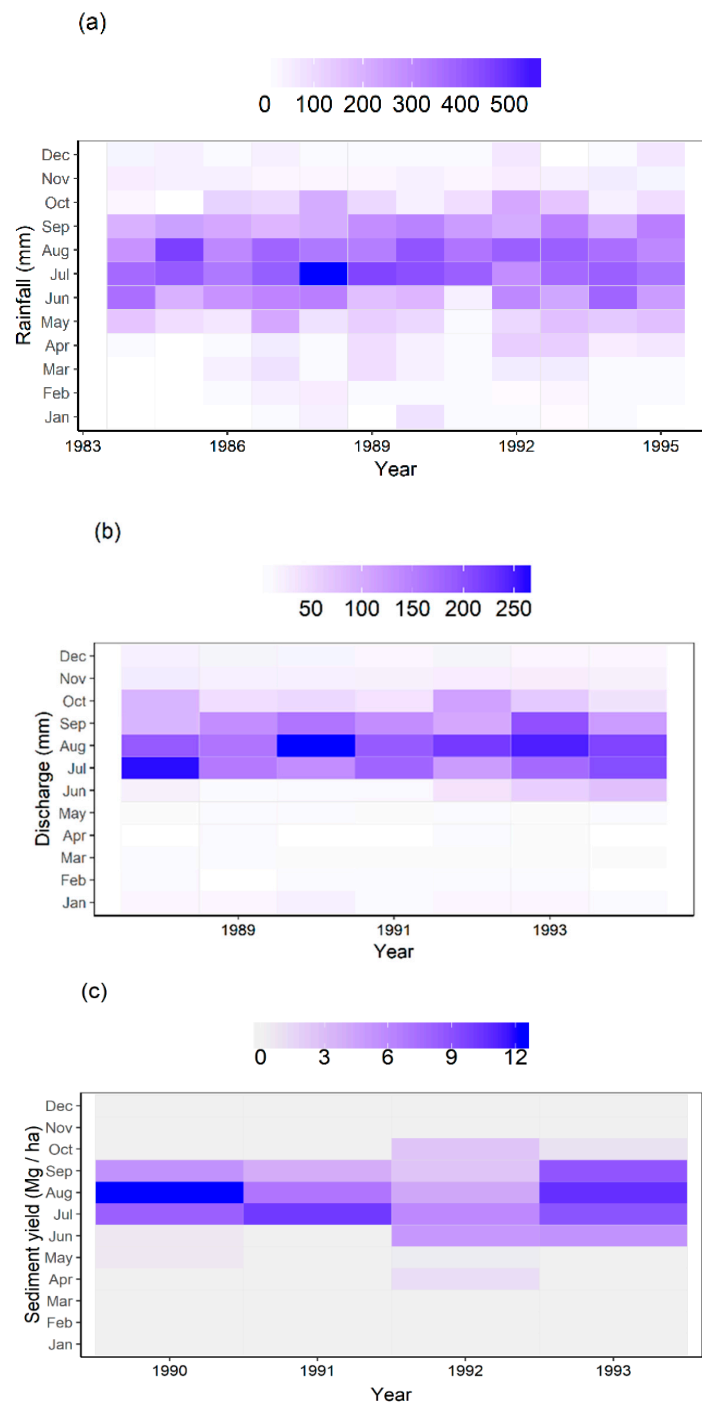 (a)
0 100 200 300 400 500
Rainfall (mm)
Dec
Nov
Oct
Sep
Aug
Jul
Jun
May
Apr
Mar
Feb
Jan
1983 1986 1989 1992 1995
Year
(b)
50 100 150 200 250
Discharge (mm)
Dec
Nov
Oct
Sep
Aug
Jul
Jun
May
Apr
Mar
Feb
Jan
1989 1991 1993
Year
(c)
0 3 6 9 12
Sediment yield (Mg / ha)
Dec
Nov
Oct
Sep
Aug
Jul
Jun
May
Apr
Mar
Feb
Jan
1990 1991 1992 1993
Year